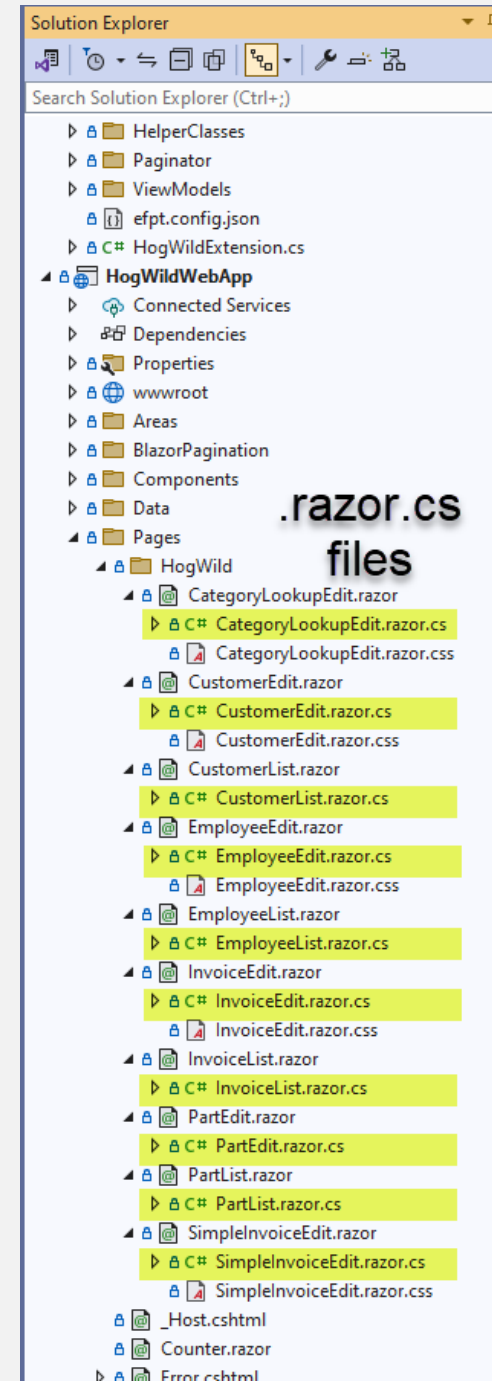 Solution Explorer
Search Solution Explorer (Ctrl+;)
HelperClasses
Paginator
ViewModels
efpt.config.json
C# HogWildExtension.cs
HogWildWebApp
Connected Services
Dependencies
Properties
wwwroot
Areas
BlazorPagination
Components
Data
.razor.cs
files
Pages
HogWild
CategoryLookupEdit.razor
C# CategoryLookupEdit.razor.cs
CategoryLookupEdit.razor.css
CustomerEdit.razor
C# CustomerEdit.razor.cs
CustomerEdit.razor.css
CustomerList.razor
C# CustomerList.razor.cs
EmployeeEdit.razor
C# EmployeeEdit.razor.cs
EmployeeEdit.razor.css
EmployeeList.razor
C# EmployeeList.razor.cs
InvoiceEdit.razor
C# InvoiceEdit.razor.cs
InvoiceEdit.razor.css
InvoiceList.razor
C# InvoiceList.razor.cs
PartEdit.razor
C# PartEdit.razor.cs
PartList.razor
C# PartList.razor.cs
SimpleInvoiceEdit.razor
C# SimpleInvoiceEdit.razor.cs
SimpleInvoiceEdit.razor.css
_Host.cshtml
Counter.razor
Error.cshtml